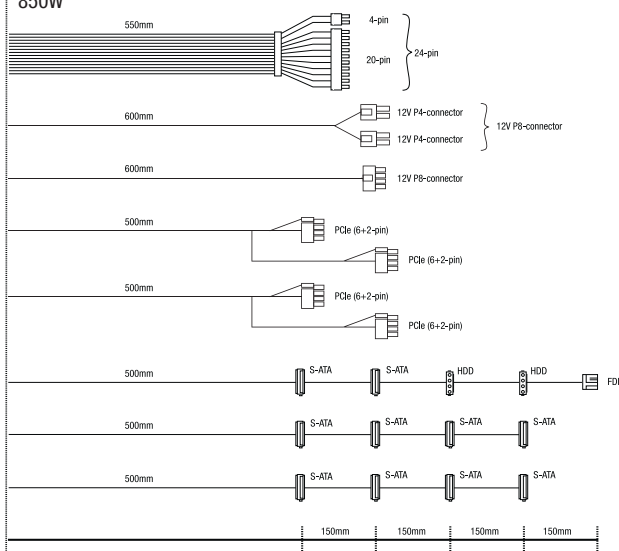 850W
550mm
4-pin
20-pin
24-pin
600mm
12V P4-connector
12V P4-connector
12V P8-connector
600mm
12V P8-connector
500mm
PCIe (6+2-pin)
PCIe (6+2-pin)
500mm
PCIe (6+2-pin)
PCIe (6+2-pin)
500mm S-ATA S-ATA HDD HDD
500mm S-ATA S-ATA S-ATA S-ATA
500mm S-ATA S-ATA S-ATA S-ATA
150mm 150mm 150mm 150mm